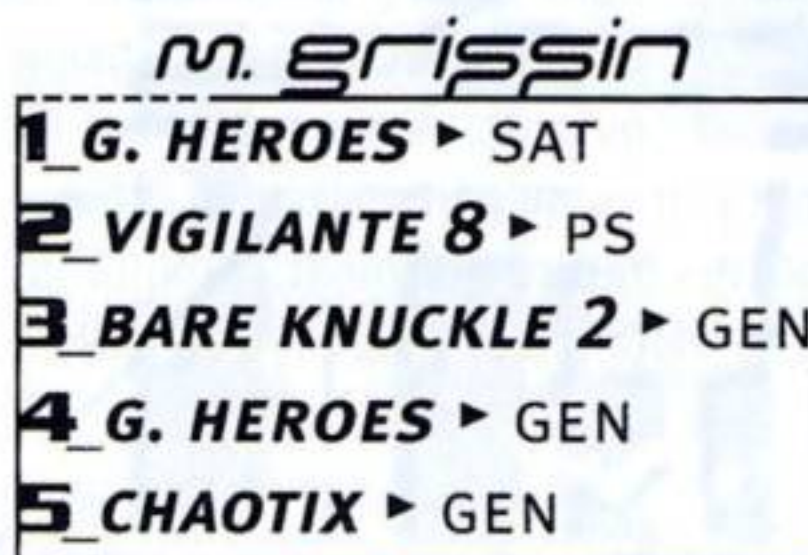 m. grissin
1_G. HEROES ► SAT
2_VIGILANTE 8 ► PS
3_BARE KNUCKLE 2 ► GEN
4_G. HEROES ► GEN
5_CHAOTIX ► GEN